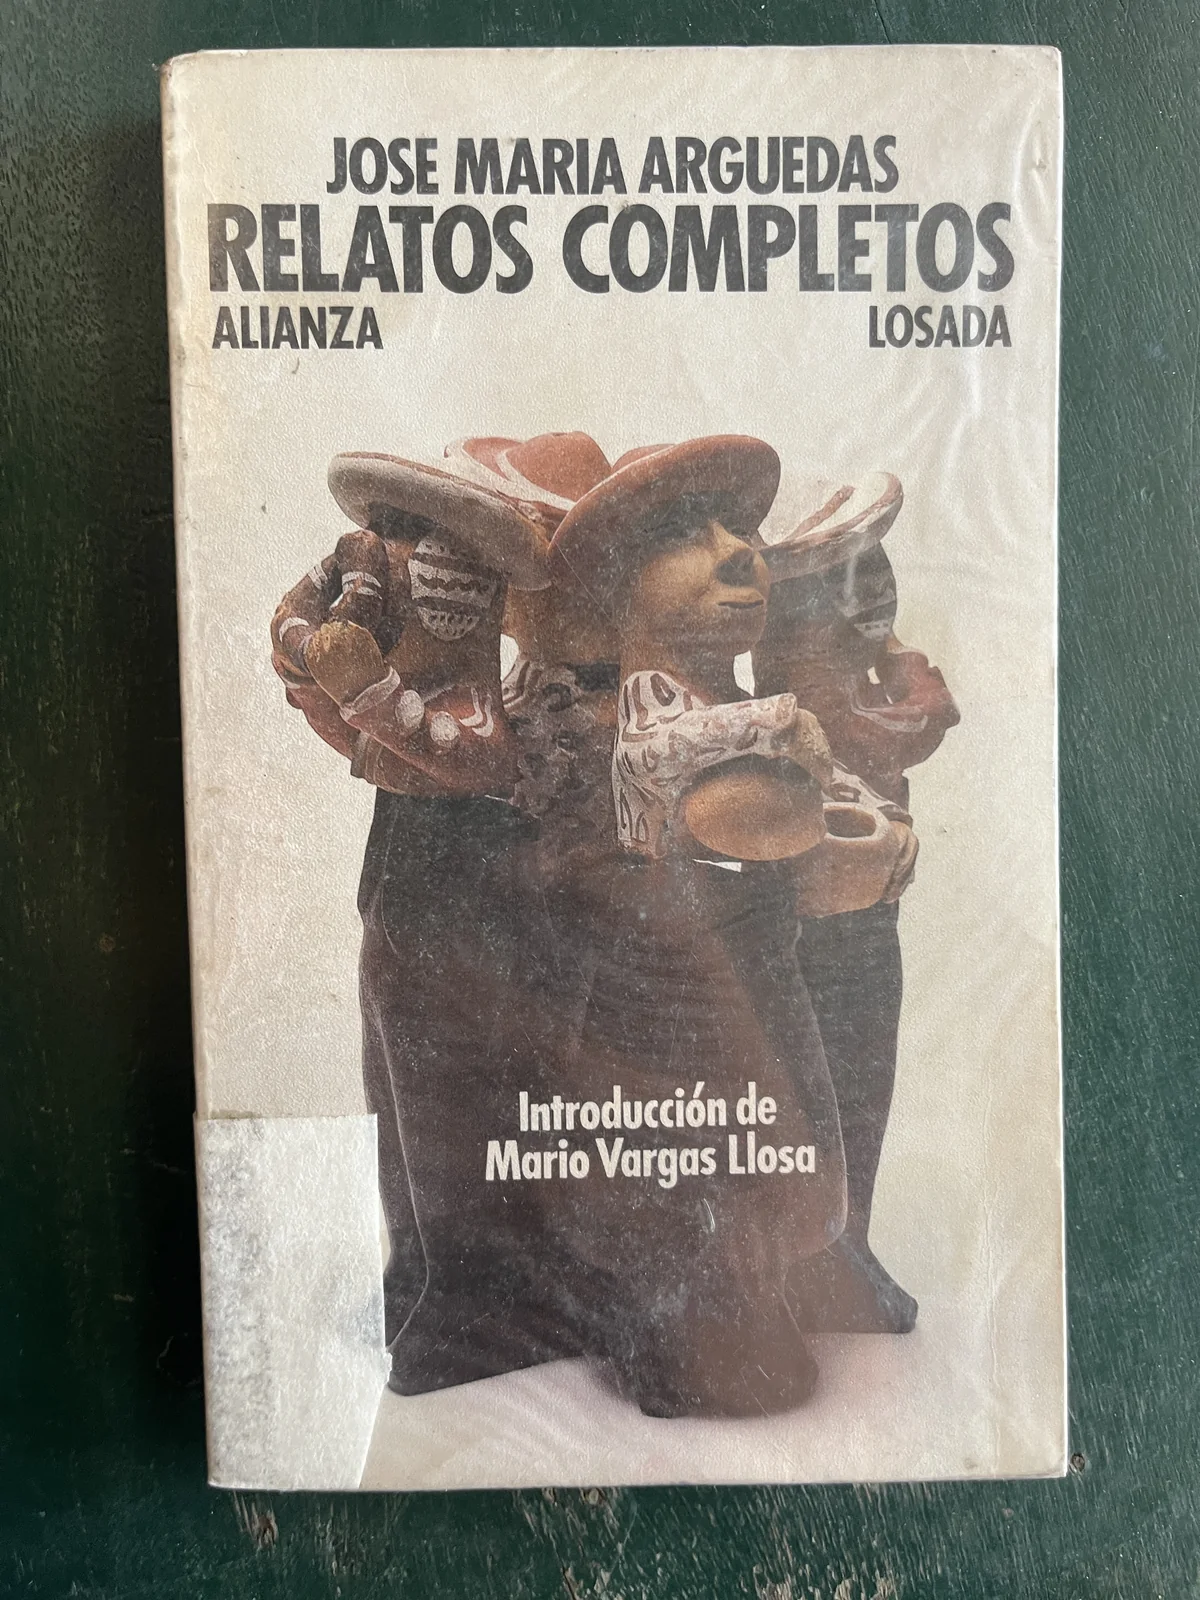 JOSE MARIA ARGUEDAS
RELATOS COMPLETOS
ALIANZA LOSADA
Introducción de
Mario Vargas Llosa